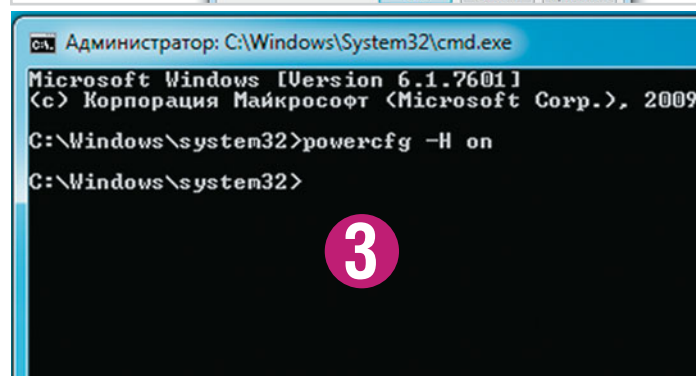 Администратор: C:\Windows\System32\cmd.exe
Microsoft Windows [Version 6.1.7601]
(c) Корпорация Майкрософт (Microsoft Corp.), 2009
C:\Windows\system32>powercfg -H on
C:\Windows\system32>
3